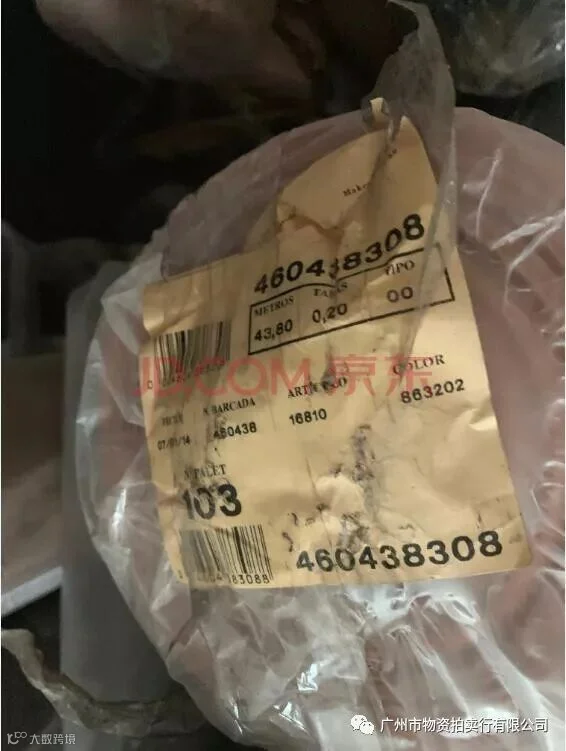 460438308
METROS TARAS TIPO
43,80 0,20 00
JD.COM 京东
COLOR
863202
FECHA N. BARCADA
07/01/14 460438 16810
N PALET
103
460438308
广州市物资拍卖行有限公司
大数跨境